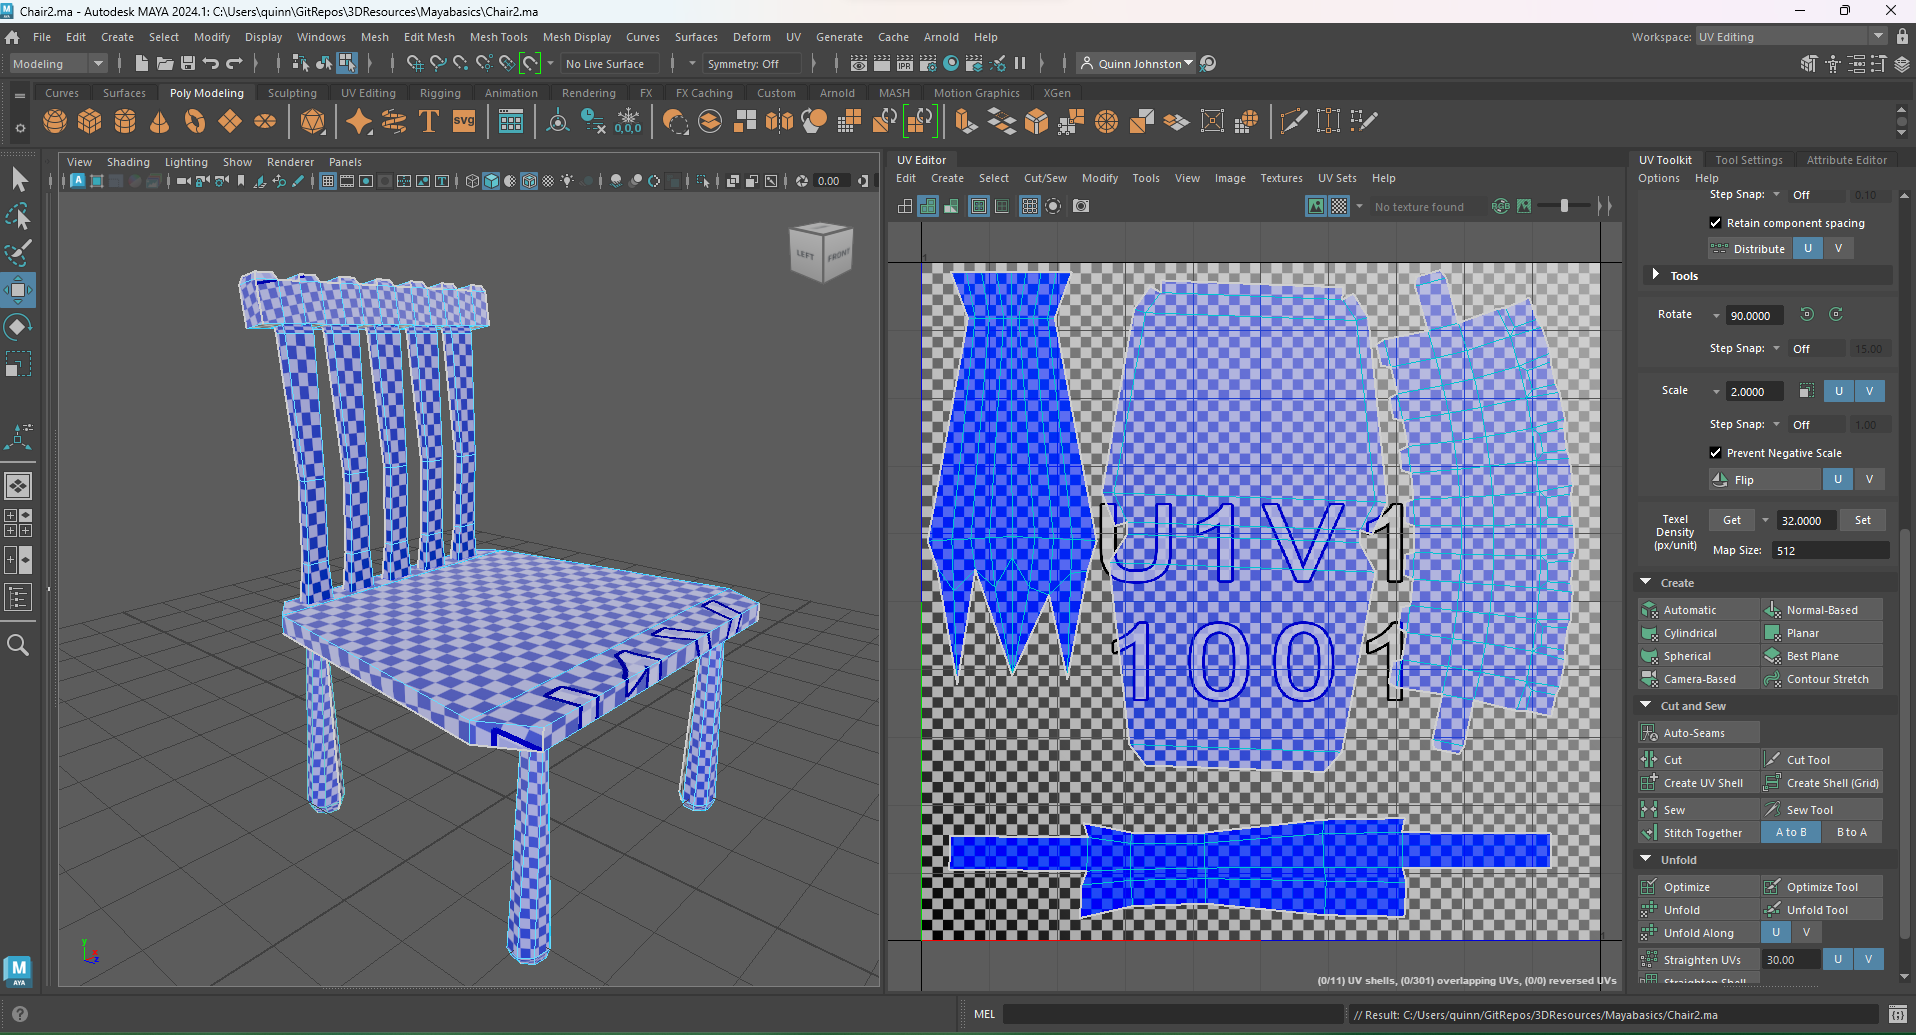 Chair2.ma - Autodesk MAYA 2024.1: C:\Users\quinn\GitRepos\3DResources\Mayabasics\Chair2.ma
File Edit Create Select Modify Display Windows Mesh Edit Mesh Mesh Tools Mesh Display Curves Surfaces Deform UV Generate Cache Arnold Help
Workspace: UV Editing
Modeling No Live Surface Symmetry: Off Quinn Johnston
Curves Surfaces Poly Modeling Sculpting UV Editing Rigging Animation Rendering FX FX Caching Custom Arnold MASH Motion Graphics XGen
View Shading Lighting Show Renderer Panels
0.00
LEFT FRONT
UV Editor
Edit Create Select Cut/Sew Modify Tools View Image Textures UV Sets Help
No texture found
U1V1
1001
(0/11) UV shells, (0/301) overlapping UVs, (0/0) reversed UVs
UV Toolkit Tool Settings Attribute Editor
Options Help
Step Snap: Off 0.10
Retain component spacing
Distribute U V
Tools
Rotate 90.0000
Step Snap: Off 15.00
Scale 2.0000 U V
Step Snap: Off 1.00
Prevent Negative Scale
Flip U V
Texel Density (px/unit) Get 32.0000 Set
Map Size: 512
Create
Automatic Normal-Based
Cylindrical Planar
Spherical Best Plane
Camera-Based Contour Stretch
Cut and Sew
Auto-Seams
Cut Cut Tool
Create UV Shell Create Shell (Grid)
Sew Sew Tool
Stitch Together A to B B to A
Unfold
Optimize Optimize Tool
Unfold Unfold Tool
Unfold Along U V
Straighten UVs 30.00 U V
Straighten Shell
MEL
// Result: C:/Users/quinn/GitRepos/3DResources/Mayabasics/Chair2.ma